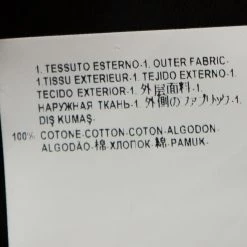 1. TESSUTO ESTERNO·1. OUTER FABRIC·
1.TISSU EXTERIEUR·1.TEJIDO EXTERNO·1.
TECIDO EXTERIOR·1.外层面料·1.
НАРУЖНАЯ ТКАНЬ·1.外側のファブリック·1.
DIŞ KUMAŞ.
100% COTONE·COTTON·COTON·ALGODON·
ALGODÃO·棉·ХЛОПОК·綿·PAMUK·